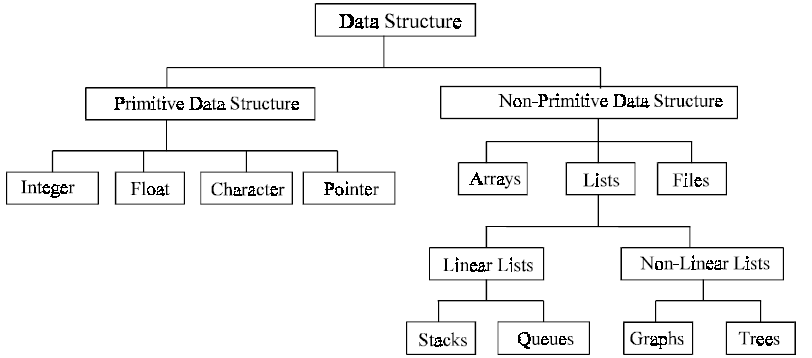 Data Structure
Primitive Data Structure
Non-Primitive Data Structure
Integer
Float
Character
Pointer
Arrays
Lists
Files
Linear Lists
Non-Linear Lists
Stacks
Queues
Graphs
Trees